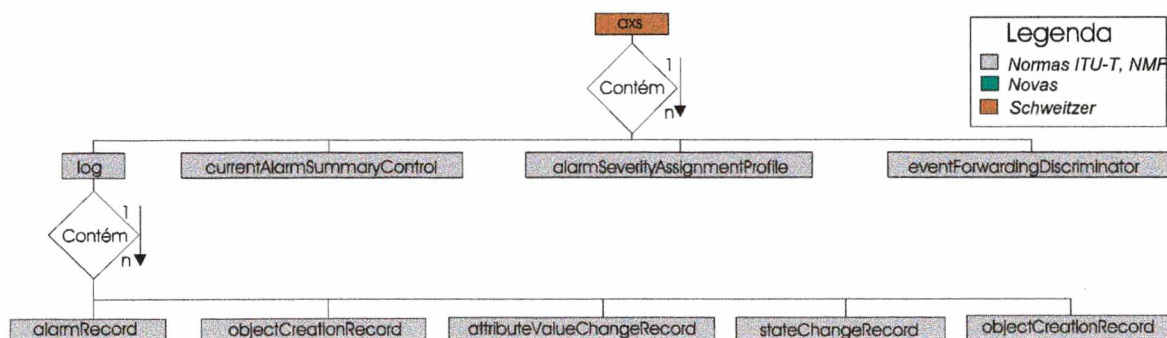 axs
Legenda
Normas ITU-T, NMF
Novas
Schweitzer
1
Contém
n
log
currentAlarmSummaryControl
alarmSeverityAssignmentProfile
eventForwardingDiscriminator
1
Contém
n
alarmRecord
objectCreationRecord
attributeValueChangeRecord
stateChangeRecord
objectCreationRecord